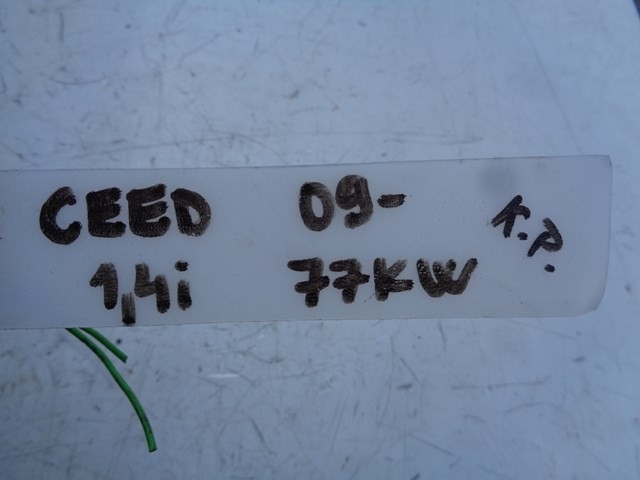 CEED 09- K.P.
1,4i 77KW